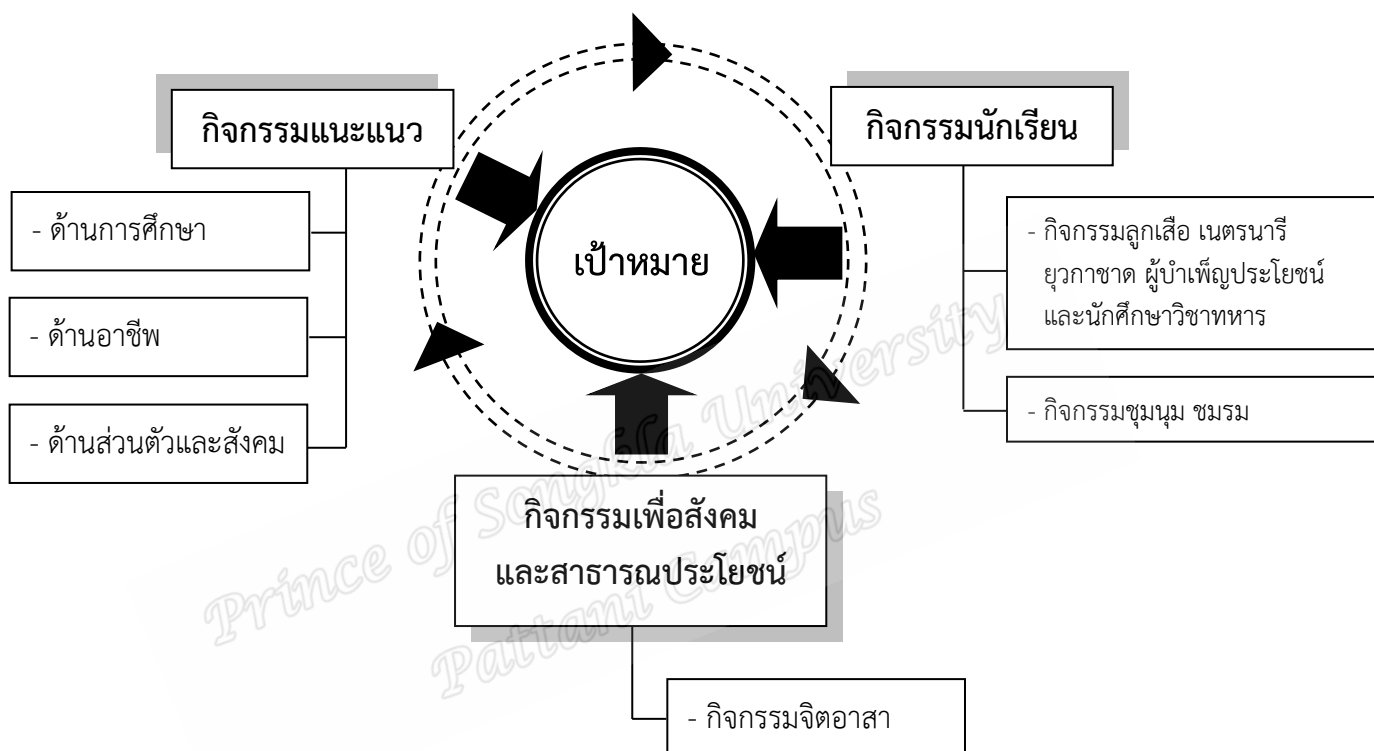 กิจกรรมแนะแนว
- ด้านการศึกษา
- ด้านอาชีพ
- ด้านส่วนตัวและสังคม
เป้าหมาย
กิจกรรมนักเรียน
- กิจกรรมลูกเสือ เนตรนารี
ยุวกาชาด ผู้บำเพ็ญประโยชน์
และนักศึกษาวิชาทหาร
- กิจกรรมชุมนุม ชมรม
กิจกรรมเพื่อสังคม
และสาธารณประโยชน์
- กิจกรรมจิตอาสา
Prince of Songkla University
Pattani Campus